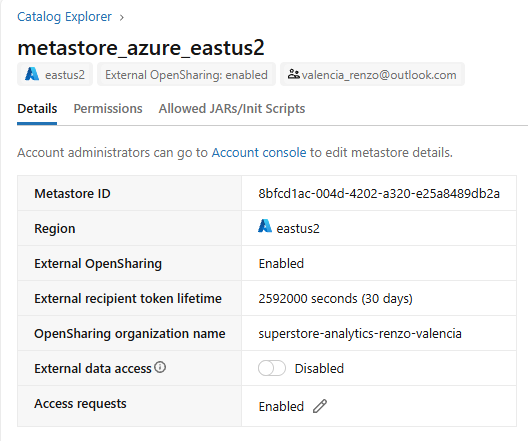 Catalog Explorer >
metastore_azure_eastus2
eastus2 External OpenSharing: enabled valencia_renzo@outlook.com
Details Permissions Allowed JARs/Init Scripts
Account administrators can go to Account console to edit metastore details.
Metastore ID 8bfcd1ac-004d-4202-a320-e25a8489db2a
Region eastus2
External OpenSharing Enabled
External recipient token lifetime 2592000 seconds (30 days)
OpenSharing organization name superstore-analytics-renzo-valencia
External data access Disabled
Access requests Enabled